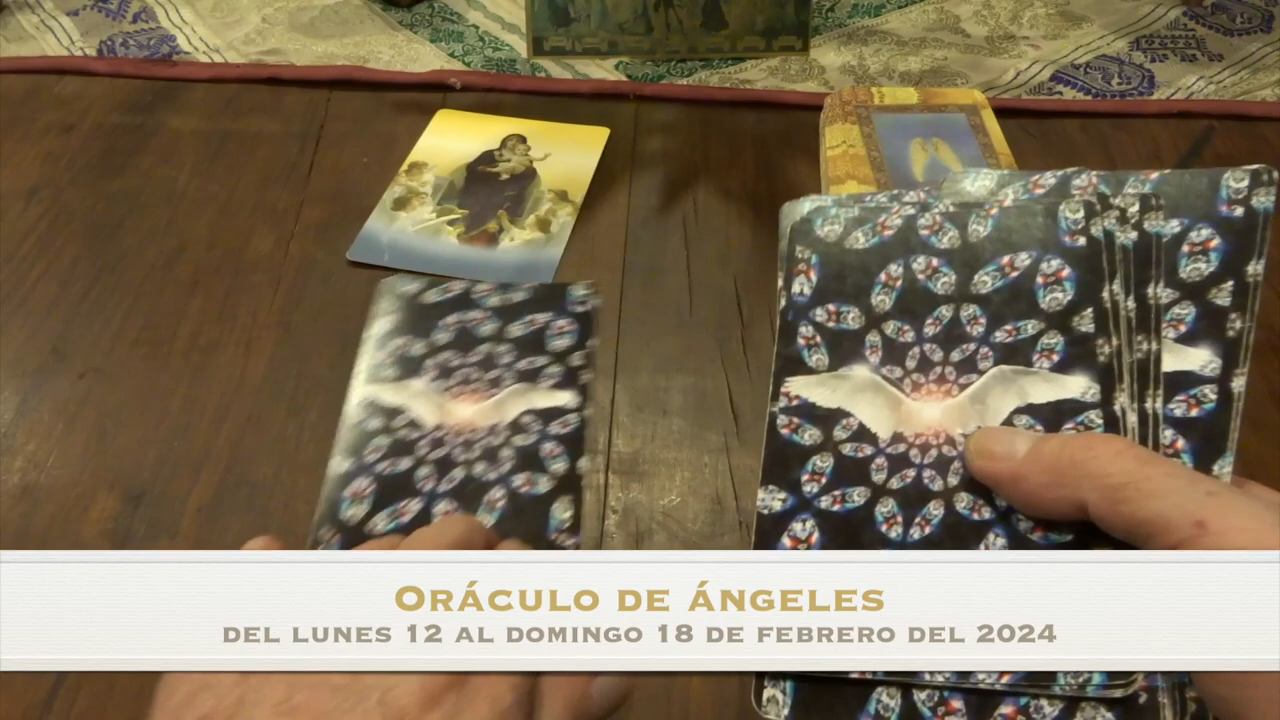 Oráculo de ángeles
del lunes 12 al domingo 18 de febrero del 2024